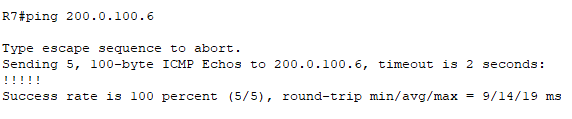 R7#ping 200.0.100.6
Type escape sequence to abort.
Sending 5, 100-byte ICMP Echos to 200.0.100.6, timeout is 2 seconds:
!!!!!
Success rate is 100 percent (5/5), round-trip min/avg/max = 9/14/19 ms